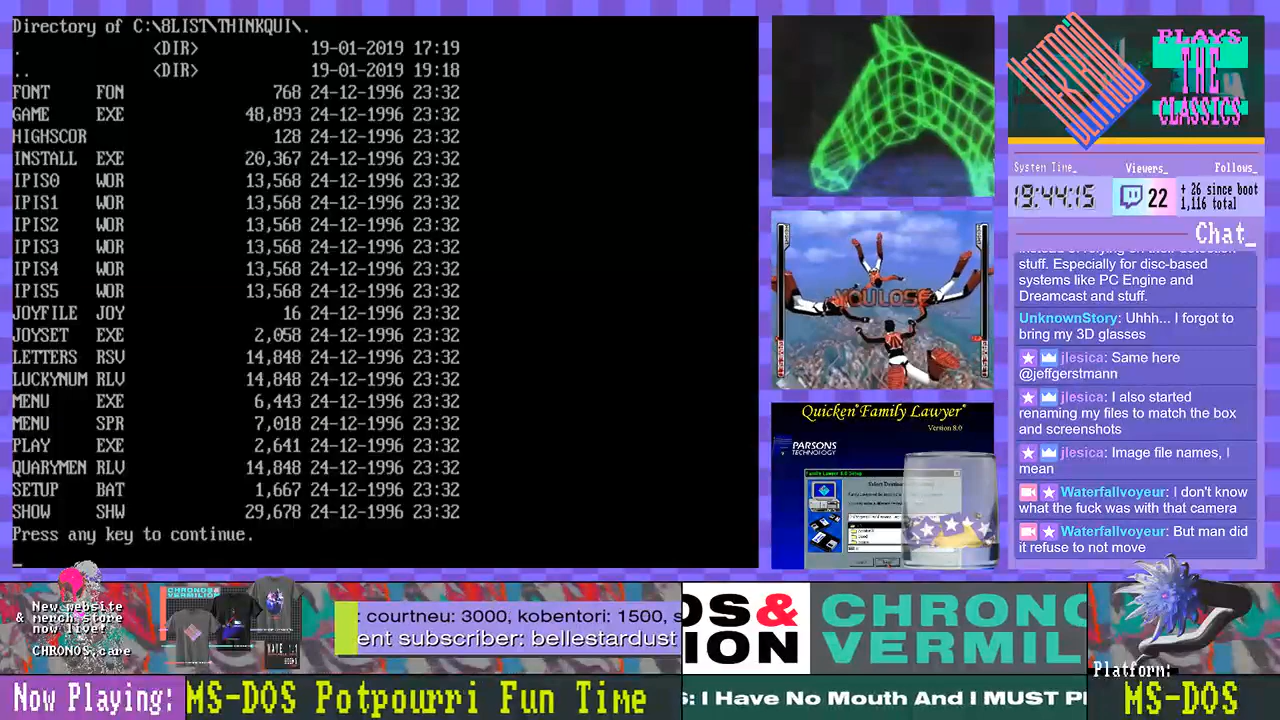 Directory of C:\8LIST\THINKQUI\.
. <DIR> 19-01-2019 17:19
.. <DIR> 19-01-2019 19:18
FONT FON 768 24-12-1996 23:32
GAME EXE 48,893 24-12-1996 23:32
HIGHSCOR 128 24-12-1996 23:32
INSTALL EXE 20,367 24-12-1996 23:32
IPIS0 WOR 13,568 24-12-1996 23:32
IPIS1 WOR 13,568 24-12-1996 23:32
IPIS2 WOR 13,568 24-12-1996 23:32
IPIS3 WOR 13,568 24-12-1996 23:32
IPIS4 WOR 13,568 24-12-1996 23:32
IPIS5 WOR 13,568 24-12-1996 23:32
JOYFILE JOY 16 24-12-1996 23:32
JOYSET EXE 2,058 24-12-1996 23:32
LETTERS RSV 14,848 24-12-1996 23:32
LUCKYNUM RLV 14,848 24-12-1996 23:32
MENU EXE 6,443 24-12-1996 23:32
MENU SPR 7,018 24-12-1996 23:32
PLAY EXE 2,641 24-12-1996 23:32
QUARYMEN RLV 14,848 24-12-1996 23:32
SETUP BAT 1,667 24-12-1996 23:32
SHOW SHW 29,678 24-12-1996 23:32
Press any key to continue.
YOU LOSE
Quicken Family Lawyer
Version 8.0
PARSONS
TECHNOLOGY
PLAYS
THE
CLASSICS
System Time_
Viewers_
Follows_
19:44:15
22
+ 26 since boot
1,116 total
Chat_
stuff. Especially for disc-based
systems like PC Engine and
Dreamcast and stuff.
UnknownStory: Uhhh... I forgot to
bring my 3D glasses
jlesica: Same here
@jeffgerstmann
jlesica: I also started
renaming my files to match the box
and screenshots
jlesica: Image file names, I
mean
Waterfallvoyeur: I don't know
what the fuck was with that camera
Waterfallvoyeur: But man did
it refuse to not move
New website
& merch store
now live!
CHRONOS.cafe
CHRONOS&
VERMILION
: courtneu: 3000, kobentori: 1500, s
ent subscriber: bellestardust
OS&
ION
CHRONO
VERMIL
S: I Have No Mouth And I MUST P
Platform:
MS-DOS
Now Playing:
MS-DOS Potpourri Fun Time